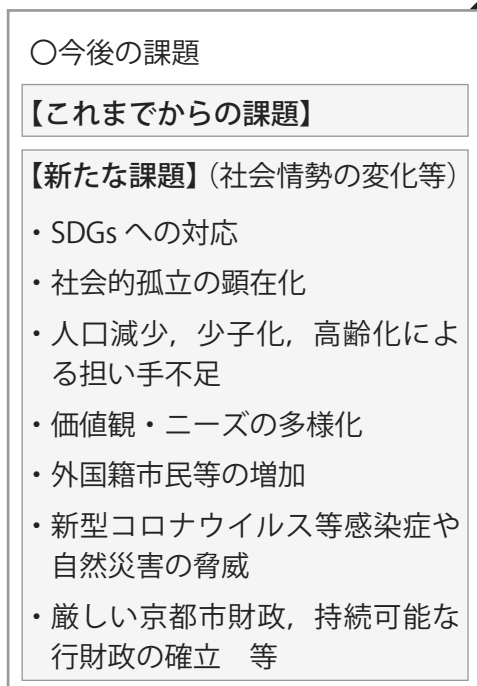 〇今後の課題
【これまでからの課題】
【新たな課題】（社会情勢の変化等）
・SDGs への対応
・社会的孤立の顕在化
・人口減少，少子化，高齢化によ
る担い手不足
・価値観・ニーズの多様化
・外国籍市民等の増加
・新型コロナウイルス等感染症や
自然災害の脅威
・厳しい京都市財政，持続可能な
行財政の確立　等